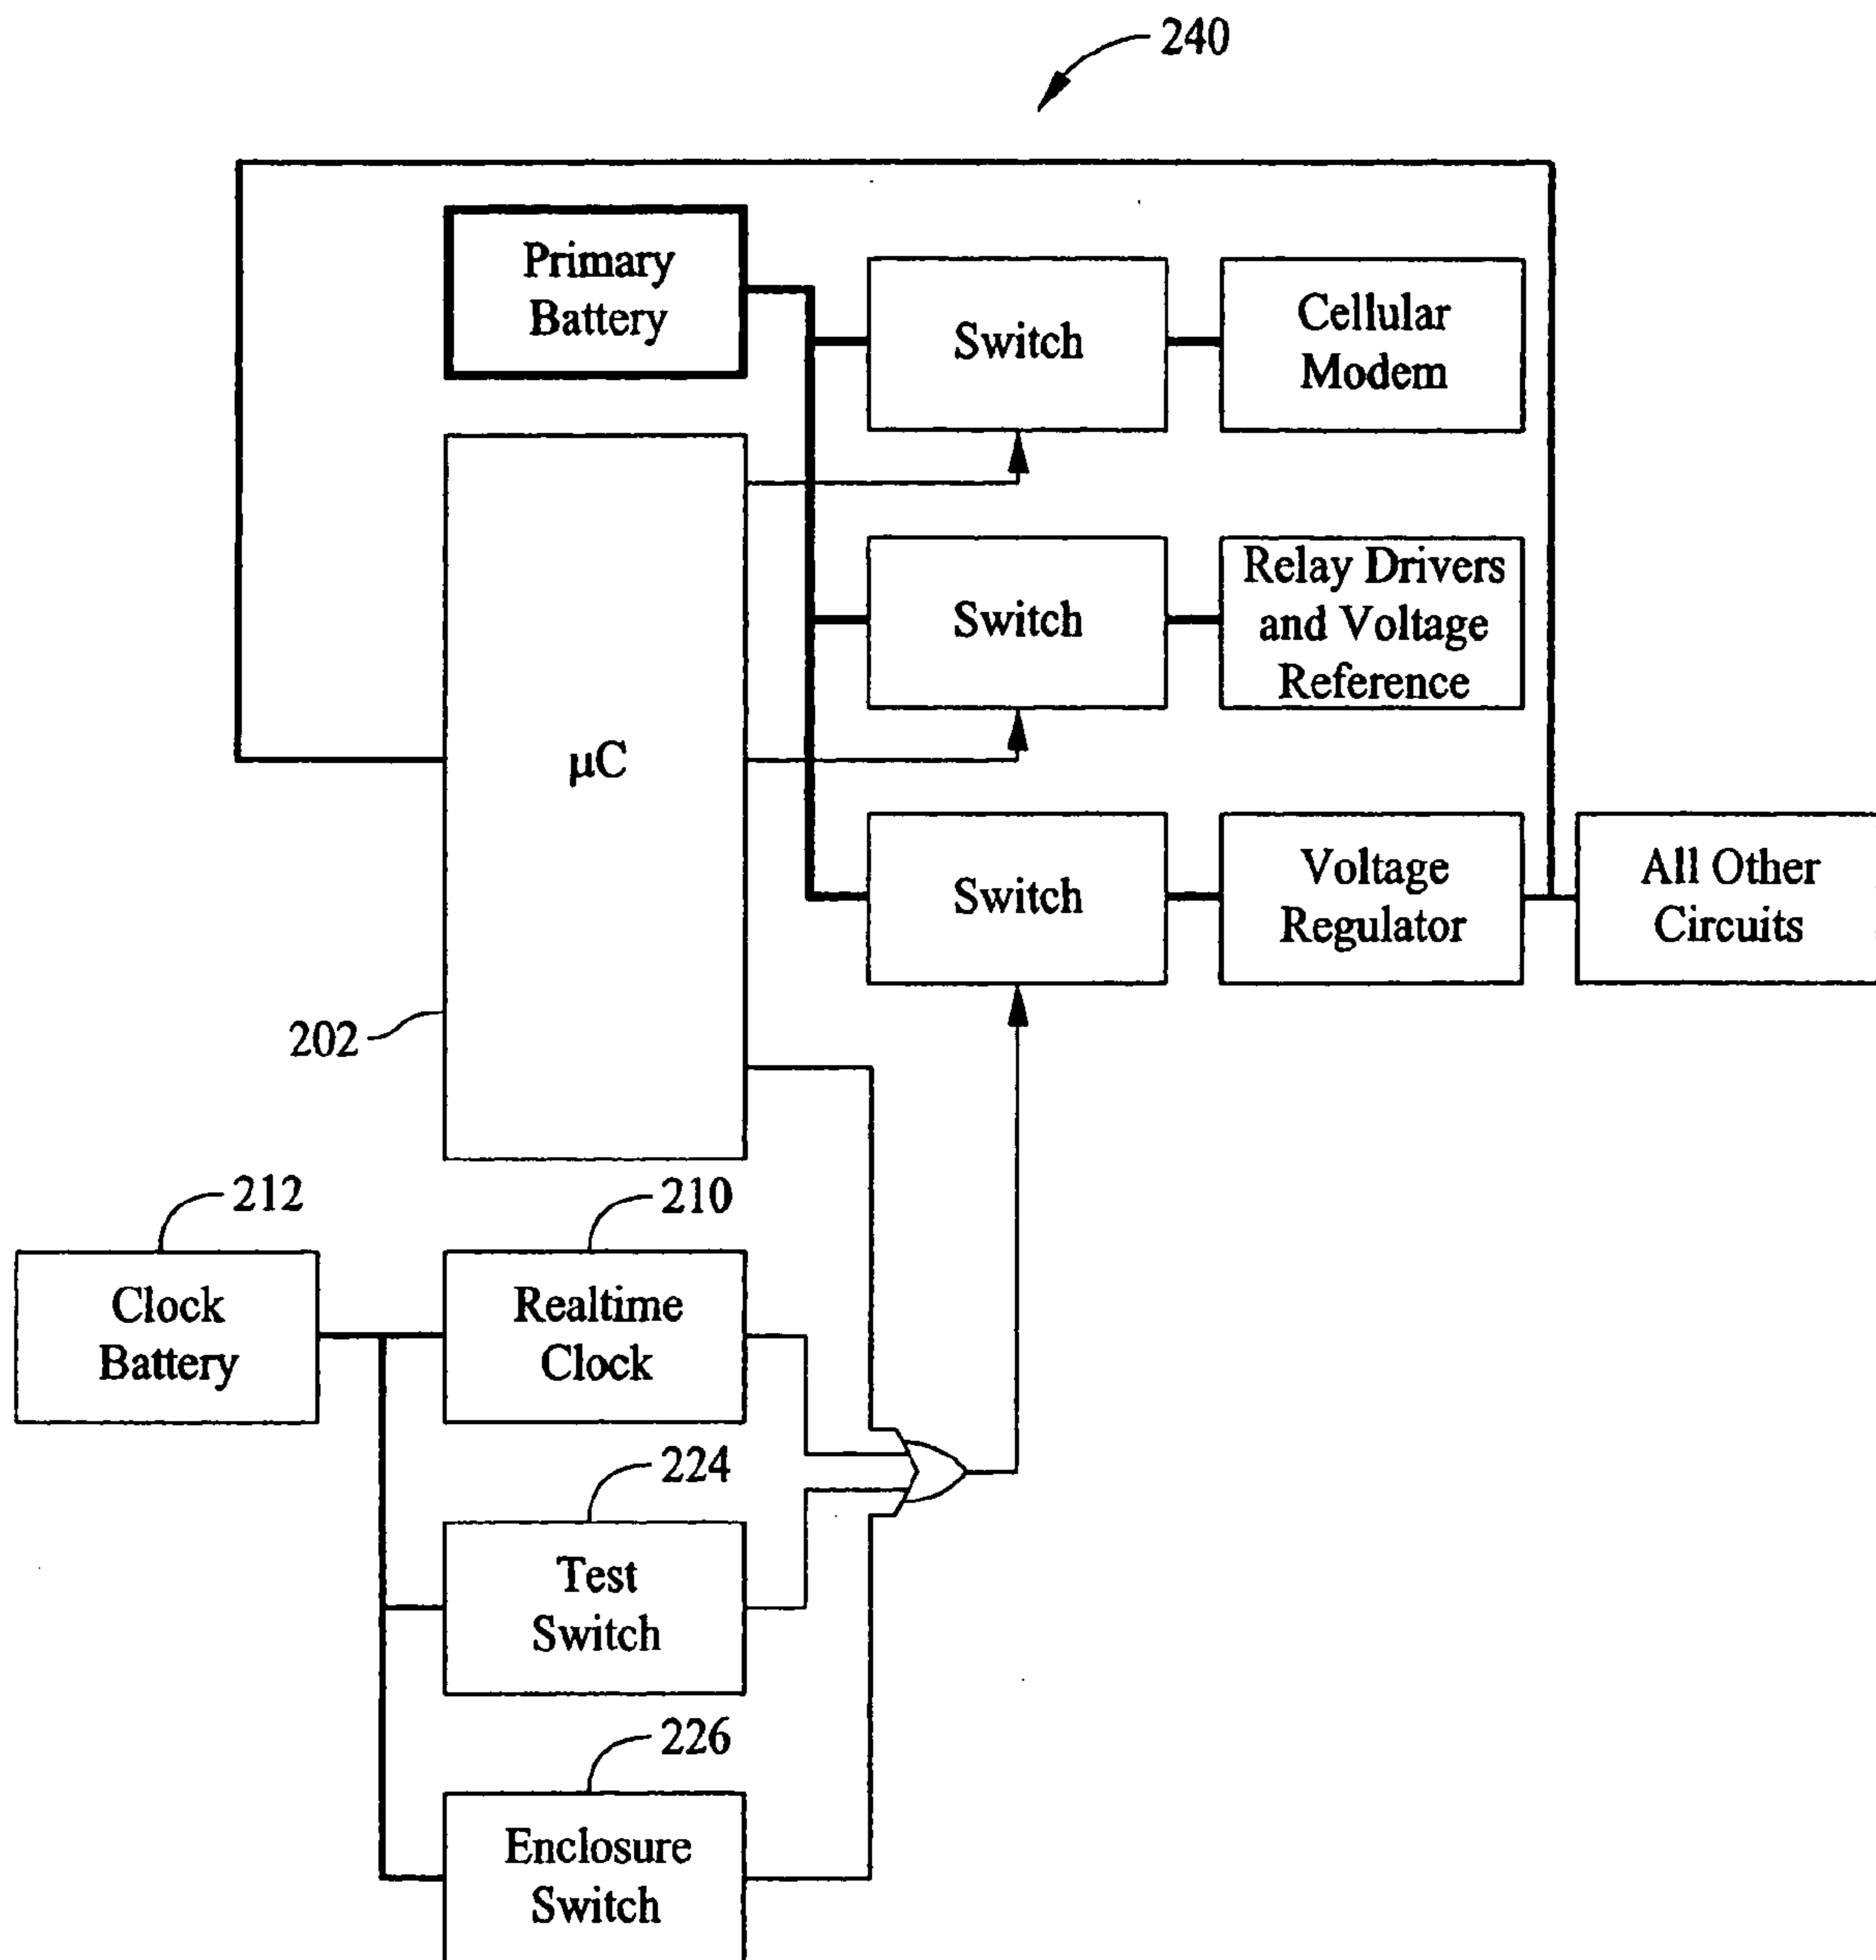 240
Primary
Battery
Switch
Cellular
Modem
Switch
Relay Drivers
and Voltage
Reference
µC
Switch
Voltage
Regulator
All Other
Circuits
202
212
210
Clock
Battery
Realtime
Clock
224
Test
Switch
226
Enclosure
Switch